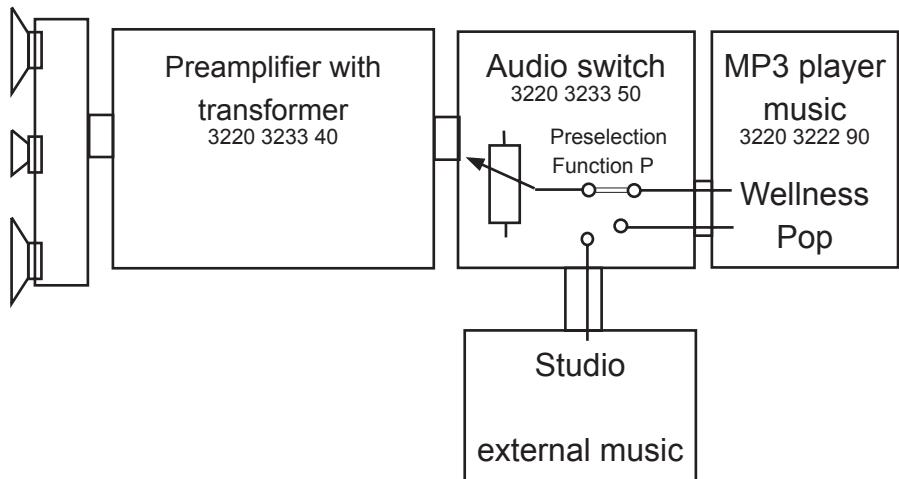 Preamplifier with
transformer
3220 3233 40
Audio switch
3220 3233 50
Preselection
Function P
MP3 player
music
3220 3222 90
Wellness
Pop
Studio
external music